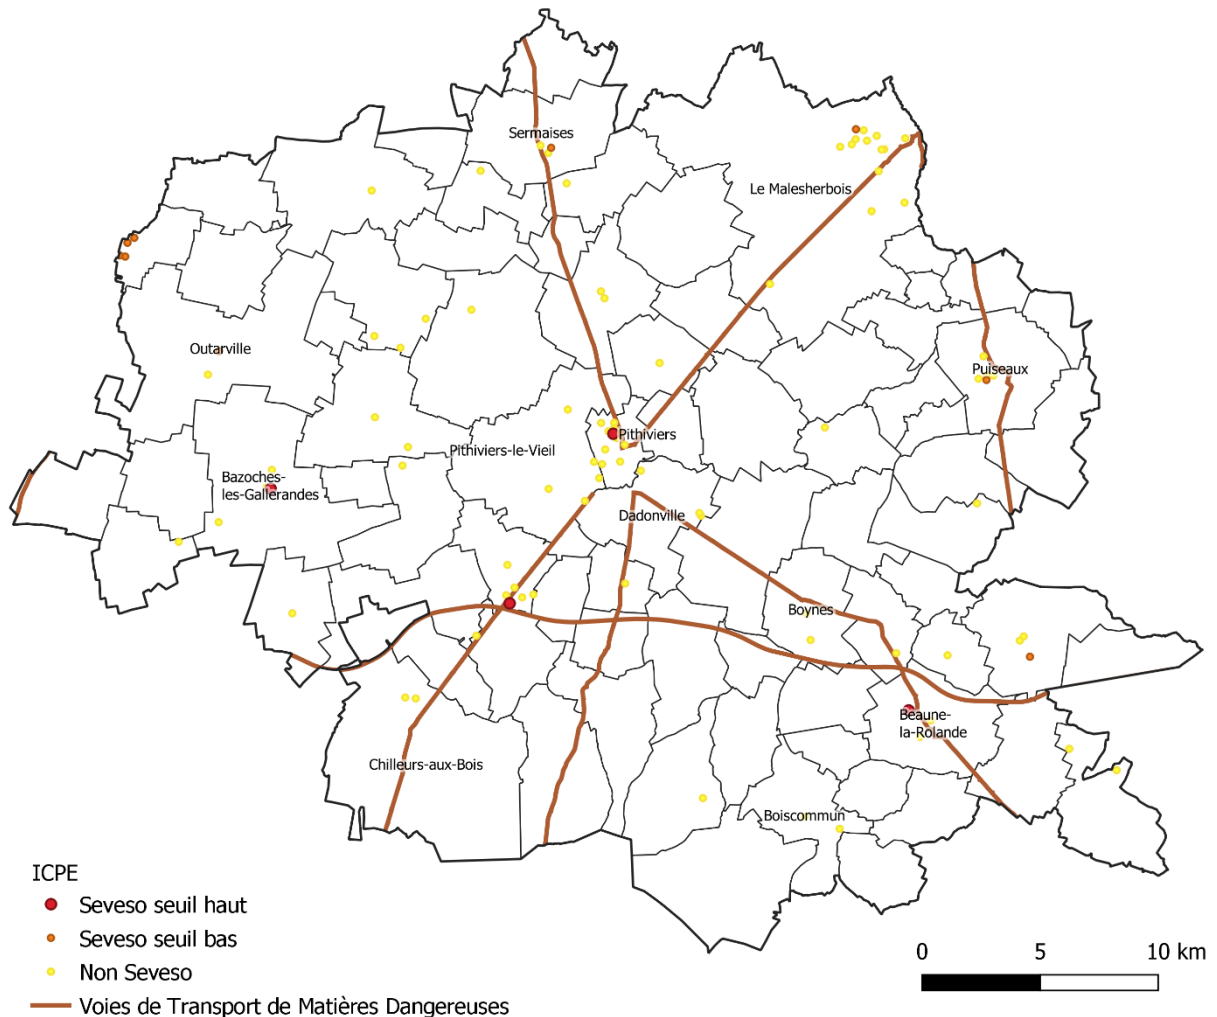 Sermaises
Le Malesherbois
Outarville
Puiseaux
Pithiviers
Pithiviers-le-Vieil
Bazoches-
les-Gallerandes
Dadonville
Boynes
Beaune-
la-Rolande
Chilleurs-aux-Bois
Boiscommun
ICPE
Seveso seuil haut
Seveso seuil bas
Non Seveso
Voies de Transport de Matières Dangereuses
0 5 10 km